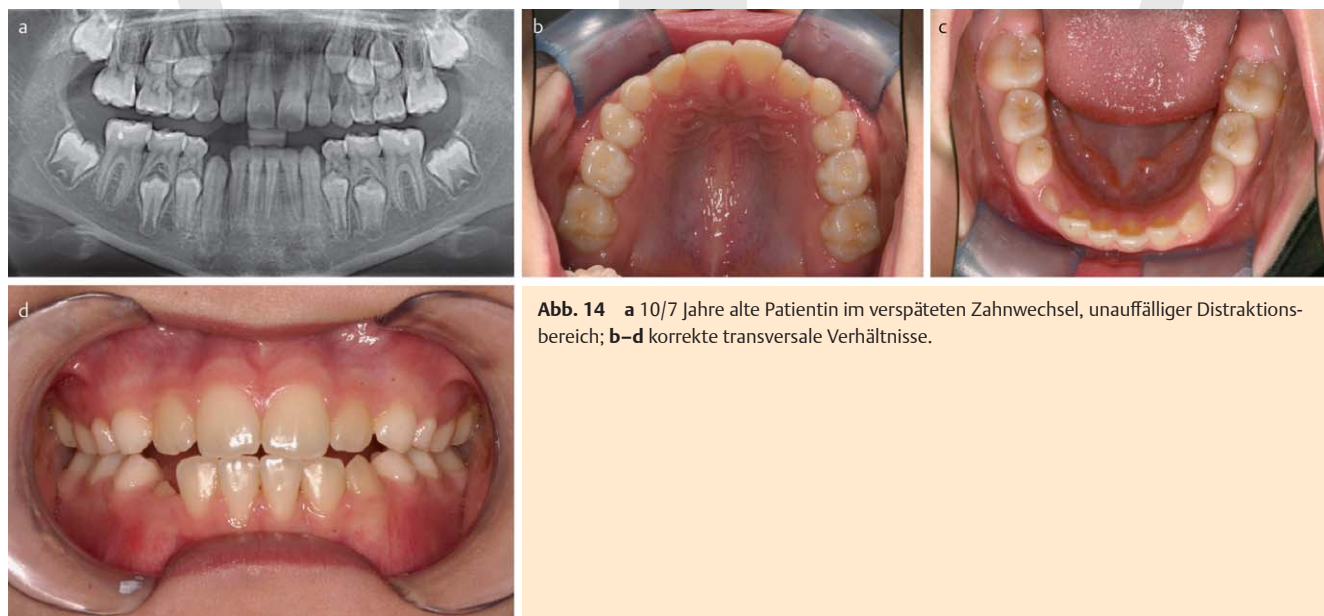 a
b
c
d
Abb. 14 a 10/7 Jahre alte Patientin im verspäteten Zahnwechsel, unauffälliger Distraktions-
bereich; b–d korrekte transversale Verhältnisse.